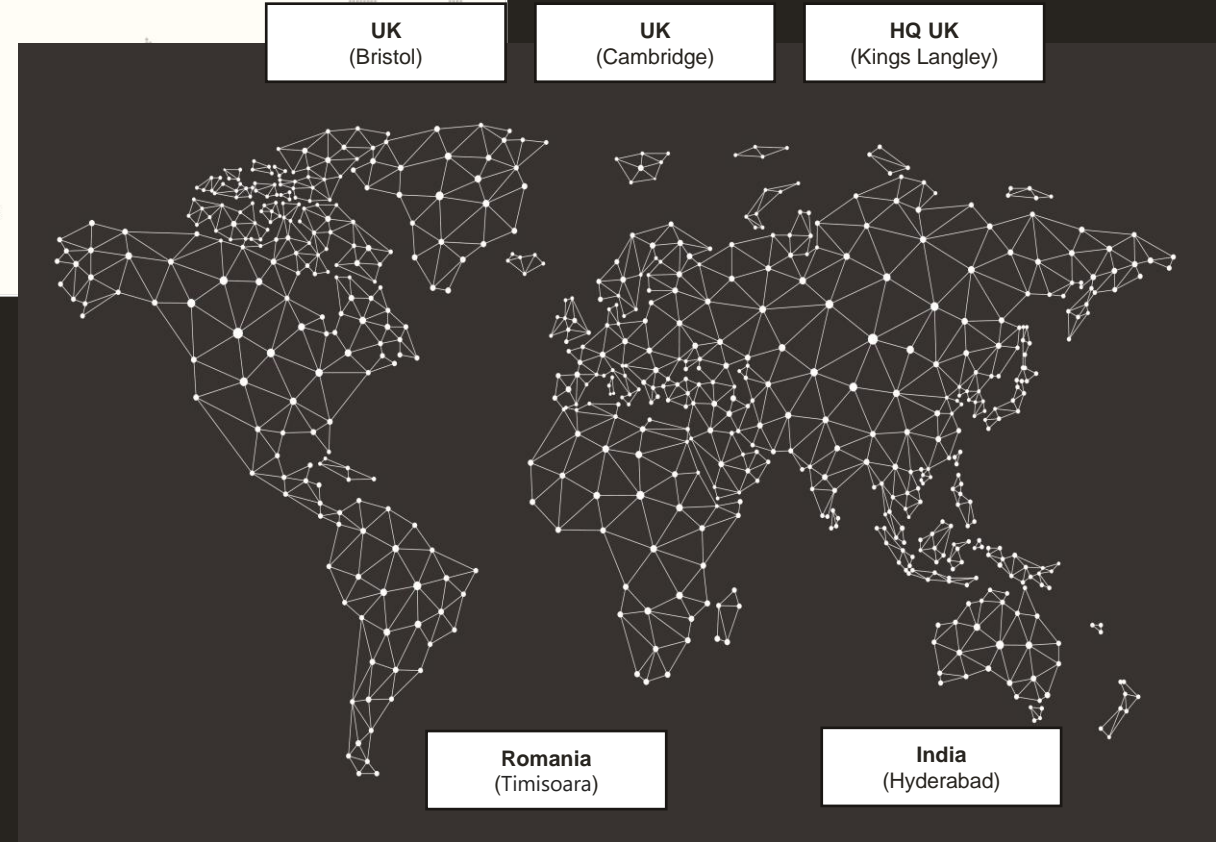 UK
(Bristol)
UK
(Cambridge)
HQ UK
(Kings Langley)
Romania
(Timisoara)
India
(Hyderabad)